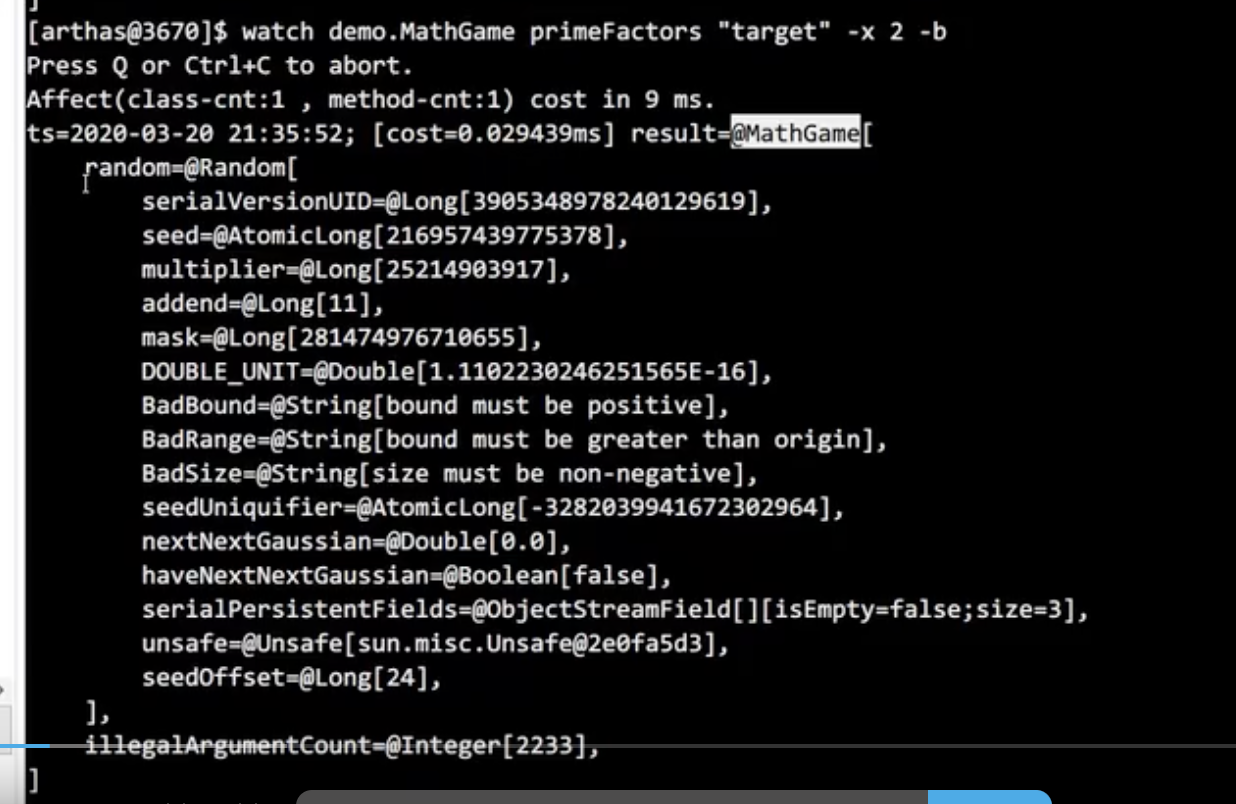 ]
[arthas@3670]$ watch demo.MathGame primeFactors "target" -x 2 -b
Press Q or Ctrl+C to abort.
Affect(class-cnt:1 , method-cnt:1) cost in 9 ms.
ts=2020-03-20 21:35:52; [cost=0.029439ms] result=@MathGame[
    random=@Random[
        serialVersionUID=@Long[3905348978240129619],
        seed=@AtomicLong[216957439775378],
        multiplier=@Long[25214903917],
        addend=@Long[11],
        mask=@Long[281474976710655],
        DOUBLE_UNIT=@Double[1.1102230246251565E-16],
        BadBound=@String[bound must be positive],
        BadRange=@String[bound must be greater than origin],
        BadSize=@String[size must be non-negative],
        seedUniquifier=@AtomicLong[-3282039941672302964],
        nextNextGaussian=@Double[0.0],
        haveNextNextGaussian=@Boolean[false],
        serialPersistentFields=@ObjectStreamField[][isEmpty=false;size=3],
        unsafe=@Unsafe[sun.misc.Unsafe@2e0fa5d3],
        seedOffset=@Long[24],
    ],
    illegalArgumentCount=@Integer[2233],
]